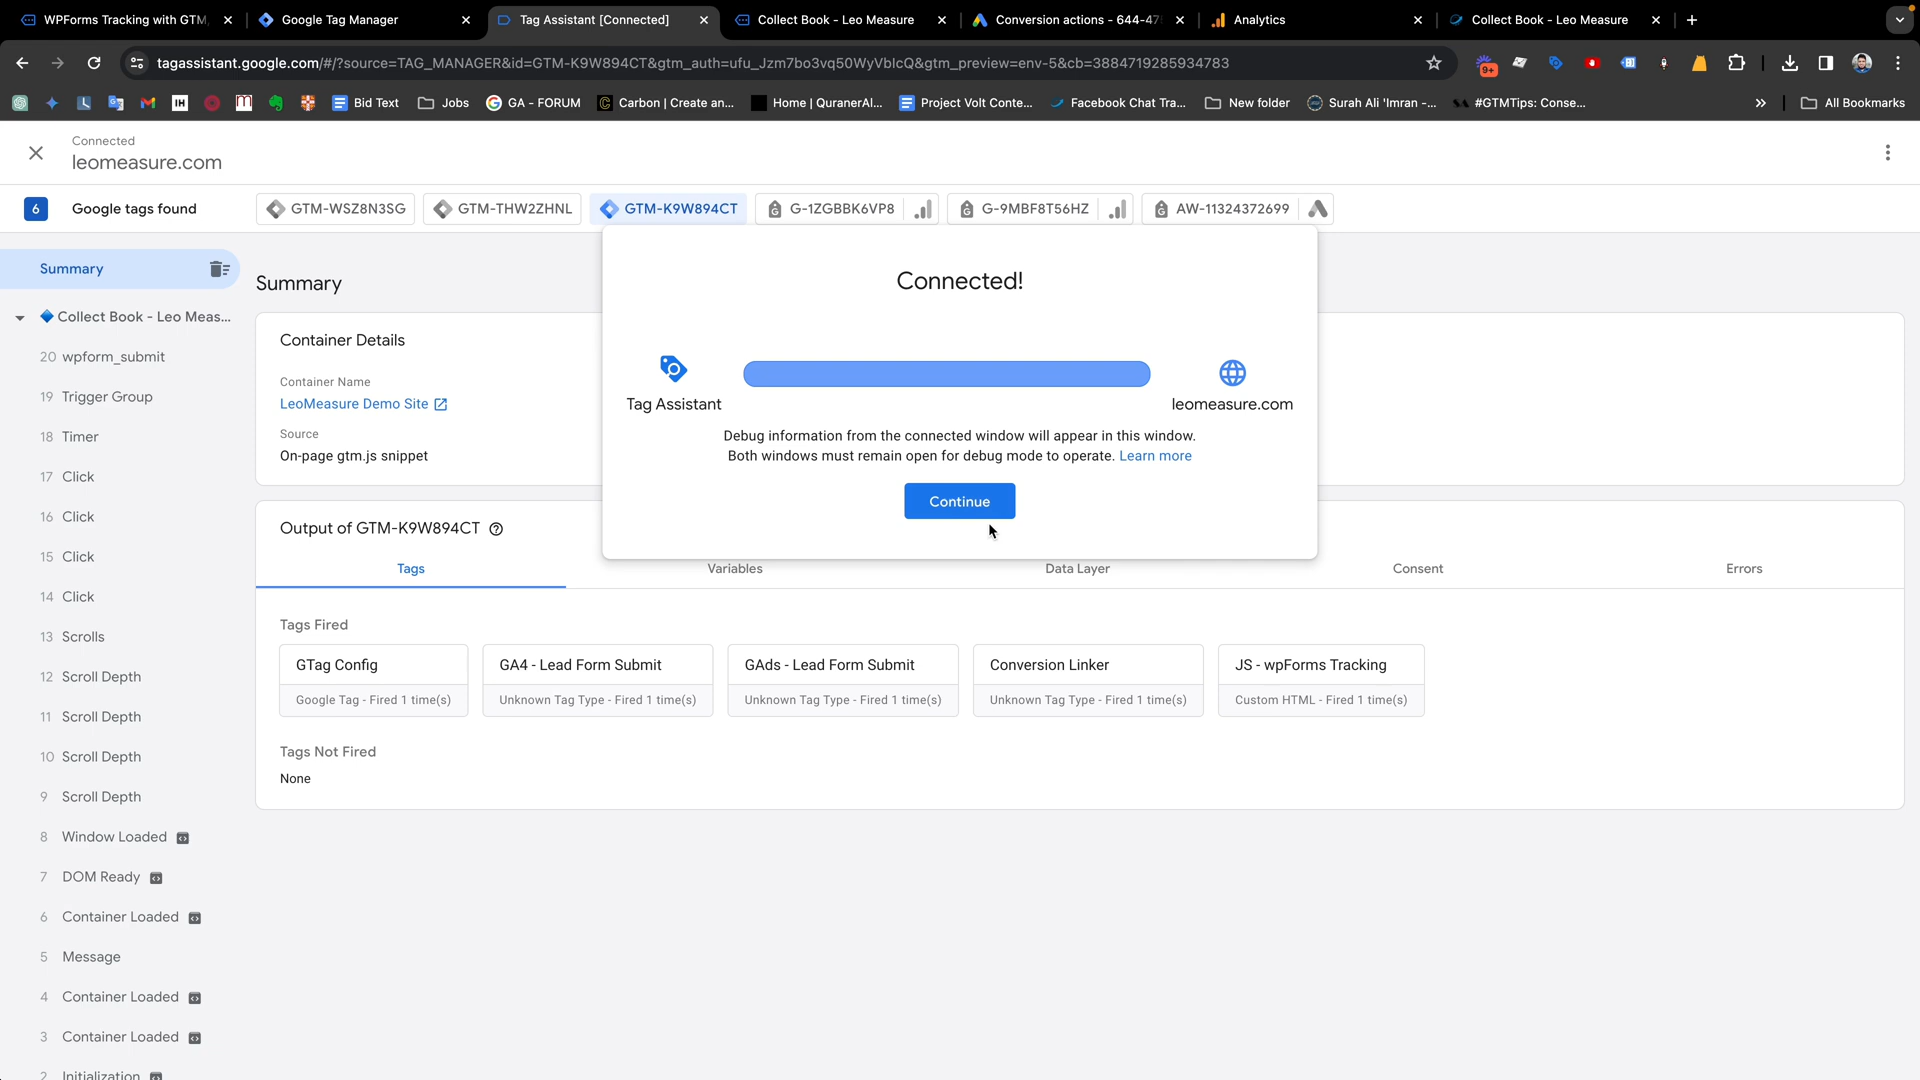 WPForms Tracking with GTM,
Google Tag Manager
Tag Assistant [Connected]
Collect Book - Leo Measure
Conversion actions - 644-47
Analytics
Collect Book - Leo Measure
tagassistant.google.com/#/?source=TAG_MANAGER&id=GTM-K9W894CT&gtm_auth=ufu_Jzm7bo3vq50WyVblcQ&gtm_preview=env-5&cb=3884719285934783
9+
Bid Text
Jobs
GA - FORUM
Carbon | Create an...
Home | QuranerAl...
Project Volt Conte...
Facebook Chat Tra...
New folder
Surah Ali 'Imran -...
#GTMTips: Conse...
All Bookmarks
Connected
leomeasure.com
6
Google tags found
GTM-WSZ8N3SG
GTM-THW2ZHNL
GTM-K9W894CT
G-1ZGBBK6VP8
G-9MBF8T56HZ
AW-11324372699
Summary
Collect Book - Leo Meas...
20 wpform_submit
19 Trigger Group
18 Timer
17 Click
16 Click
15 Click
14 Click
13 Scrolls
12 Scroll Depth
11 Scroll Depth
10 Scroll Depth
9 Scroll Depth
8 Window Loaded
7 DOM Ready
6 Container Loaded
5 Message
4 Container Loaded
3 Container Loaded
2 Initialization
Summary
Container Details
Container Name
LeoMeasure Demo Site
Source
On-page gtm.js snippet
Connected!
Tag Assistant
leomeasure.com
Debug information from the connected window will appear in this window.
Both windows must remain open for debug mode to operate. Learn more
Continue
Output of GTM-K9W894CT
Tags
Variables
Data Layer
Consent
Errors
Tags Fired
GTag Config
Google Tag - Fired 1 time(s)
GA4 - Lead Form Submit
Unknown Tag Type - Fired 1 time(s)
GAds - Lead Form Submit
Unknown Tag Type - Fired 1 time(s)
Conversion Linker
Unknown Tag Type - Fired 1 time(s)
JS - wpForms Tracking
Custom HTML - Fired 1 time(s)
Tags Not Fired
None